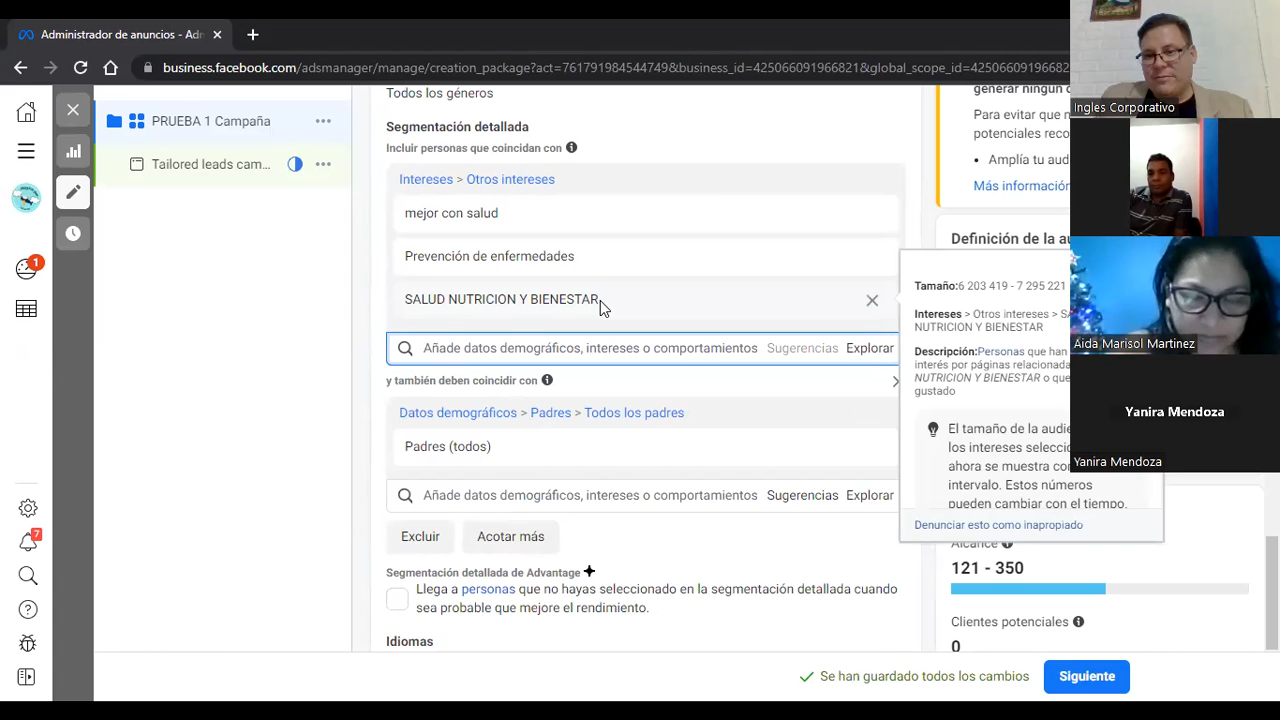 Administrador de anuncios - Adm
business.facebook.com/adsmanager/manage/creation_package?act=761791984544749&business_id=425066091966821&global_scope_id=42506609196682
PRUEBA 1 Campaña
Tailored leads cam...
1
7
Todos los géneros
Segmentación detallada
Incluir personas que coincidan con
Intereses > Otros intereses
mejor con salud
Prevención de enfermedades
SALUD NUTRICION Y BIENESTAR
Añade datos demográficos, intereses o comportamientos Sugerencias Explorar
y también deben coincidir con
Datos demográficos > Padres > Todos los padres
Padres (todos)
Añade datos demográficos, intereses o comportamientos Sugerencias Explorar
Excluir Acotar más
Segmentación detallada de Advantage
Llega a personas que no hayas seleccionado en la segmentación detallada cuando
sea probable que mejore el rendimiento.
Idiomas
generar ningún
Para evitar que
potenciales
Amplía tu
Más información
Definición de la
Tamaño:6 203 419 - 7 295 221
Intereses > Otros intereses >
NUTRICION Y BIENESTAR
Descripción:Personas que han
interés por páginas relacionada
NUTRICION Y BIENESTAR o que
gustado
El tamaño de la
los intereses
ahora se muestra
intervalo. Estos números
pueden cambiar con el tiempo.
Denunciar esto como inapropiado
Alcance
121 - 350
Clientes potenciales
0
Se han guardado todos los cambios
Siguiente
Ingles Corporativo
Aida Marisol Martinez
Yanira Mendoza
Yanira Mendoza